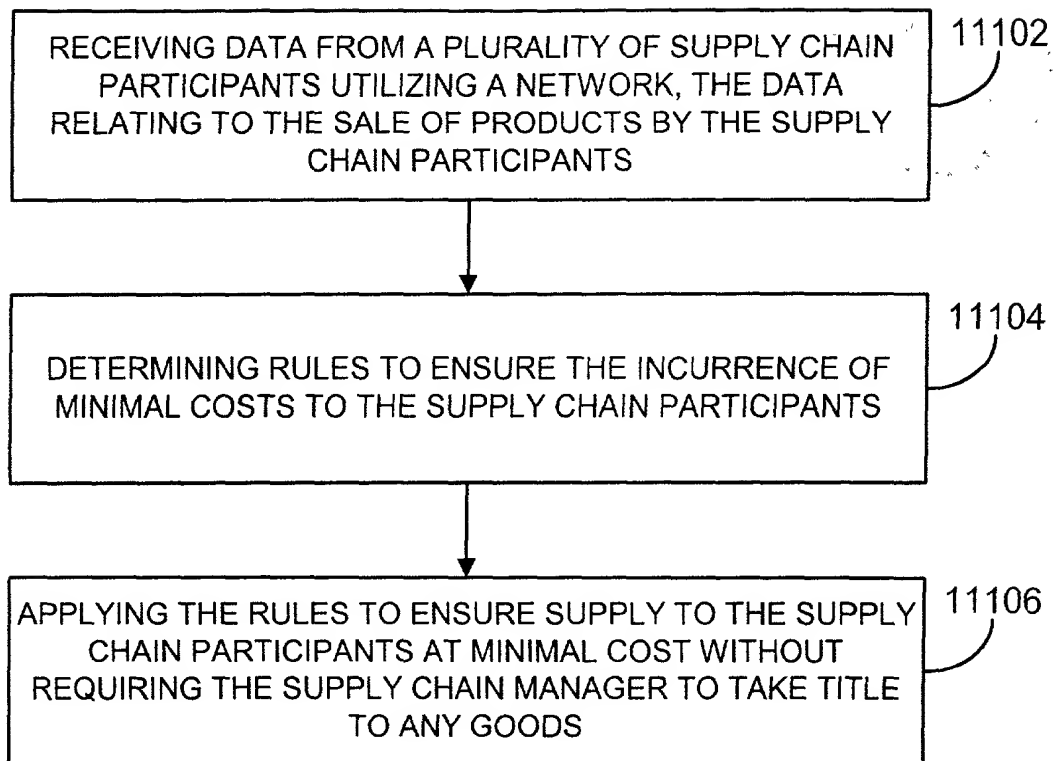 RECEIVING DATA FROM A PLURALITY OF SUPPLY CHAIN
PARTICIPANTS UTILIZING A NETWORK, THE DATA
RELATING TO THE SALE OF PRODUCTS BY THE SUPPLY
CHAIN PARTICIPANTS
11102
DETERMINING RULES TO ENSURE THE INCURRENCE OF
MINIMAL COSTS TO THE SUPPLY CHAIN PARTICIPANTS
11104
APPLYING THE RULES TO ENSURE SUPPLY TO THE SUPPLY
CHAIN PARTICIPANTS AT MINIMAL COST WITHOUT
REQUIRING THE SUPPLY CHAIN MANAGER TO TAKE TITLE
TO ANY GOODS
11106